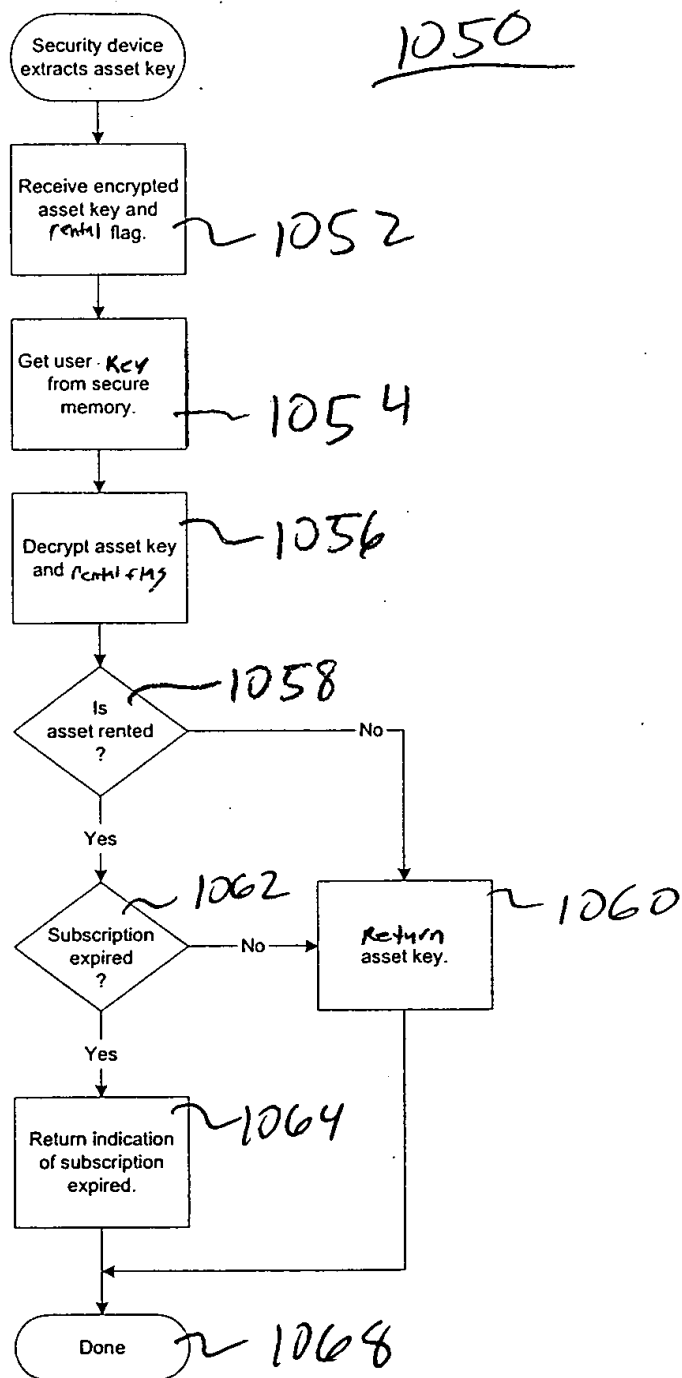 Security device
extracts asset key
1050
Receive encrypted
asset key and
rental flag.
1052
Get user Key
from secure
memory.
1054
Decrypt asset key
and rental flag
1056
Is
asset rented
?
1058
No
Yes
Subscription
expired
?
1062
No
Return
asset key.
1060
Yes
Return indication
of subscription
expired.
1064
Done
1068